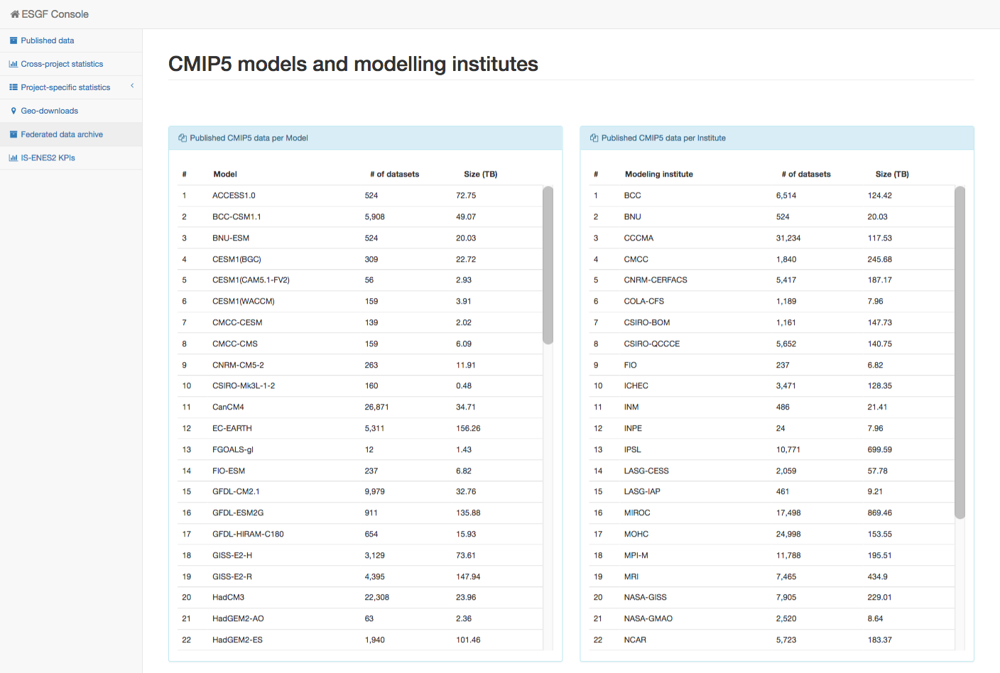 ESGF Console
Published data
Cross-project statistics
Project-specific statistics
Geo-downloads
Federated data archive
IS-ENES2 KPIs
CMIP5 models and modelling institutes
Published CMIP5 data per Model
# Model # of datasets Size (TB)
1 ACCESS1.0 524 72.75
2 BCC-CSM1.1 5,908 49.07
3 BNU-ESM 524 20.03
4 CESM1(BGC) 309 22.72
5 CESM1(CAM5.1-FV2) 56 2.93
6 CESM1(WACCM) 159 3.91
7 CMCC-CESM 139 2.02
8 CMCC-CMS 159 6.09
9 CNRM-CM5-2 263 11.91
10 CSIRO-Mk3L-1-2 160 0.48
11 CanCM4 26,871 34.71
12 EC-EARTH 5,311 156.26
13 FGOALS-gl 12 1.43
14 FIO-ESM 237 6.82
15 GFDL-CM2.1 9,979 32.76
16 GFDL-ESM2G 911 135.88
17 GFDL-HIRAM-C180 654 15.93
18 GISS-E2-H 3,129 73.61
19 GISS-E2-R 4,395 147.94
20 HadCM3 22,308 23.96
21 HadGEM2-AO 63 2.36
22 HadGEM2-ES 1,940 101.46
Published CMIP5 data per Institute
# Modeling institute # of datasets Size (TB)
1 BCC 6,514 124.42
2 BNU 524 20.03
3 CCCMA 31,234 117.53
4 CMCC 1,840 245.68
5 CNRM-CERFACS 5,417 187.17
6 COLA-CFS 1,189 7.96
7 CSIRO-BOM 1,161 147.73
8 CSIRO-QCCCE 5,652 140.75
9 FIO 237 6.82
10 ICHEC 3,471 128.35
11 INM 486 21.41
12 INPE 24 7.96
13 IPSL 10,771 699.59
14 LASG-CESS 2,059 57.78
15 LASG-IAP 461 9.21
16 MIROC 17,498 869.46
17 MOHC 24,998 153.55
18 MPI-M 11,788 195.51
19 MRI 7,465 434.9
20 NASA-GISS 7,905 229.01
21 NASA-GMAO 2,520 8.64
22 NCAR 5,723 183.37